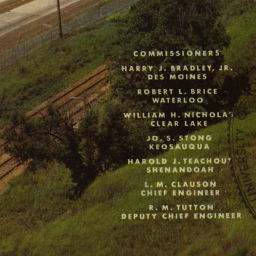 COMMISSIONERS
HARRY J. BRADLEY, JR.
DES MOINES
ROBERT L. BRICE
WATERLOO
WILLIAM H. NICHOLAS
CLEAR LAKE
JO. S. STONG
KEOSAUQUA
HAROLD J. TEACHOUT
SHENANDOAH
L. M. CLAUSON
CHIEF ENGINEER
R. M. TUTTON
DEPUTY CHIEF ENGINEER